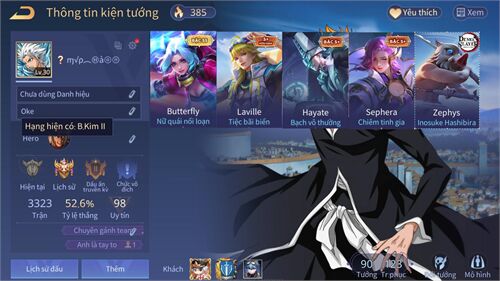 Thông tin kiện tướng
385
Yêu thích
Xem
Lv.30
Chưa dùng Danh hiệu
Oke
Hạng hiện có: B.Kim II
Hero
Hiện tại
Lịch sử
Dấu ấn truyền kỳ
Chức vô địch
3323
Trận
52.6%
Tỷ lệ thắng
98
Uy tín
Chuyên gánh team
Anh là tay to
1
Lịch sử đấu
Thêm
BẬC S+
Butterfly
Nữ quái nổi loạn
Laville
Tiệc bãi biển
BẬC S+
Hayate
Bạch vô thường
BẬC S+
Sephera
Chiêm tinh gia
Zephys
Inosuke Hashibira
Khách
Tướng
Tr.phục
Mô hình